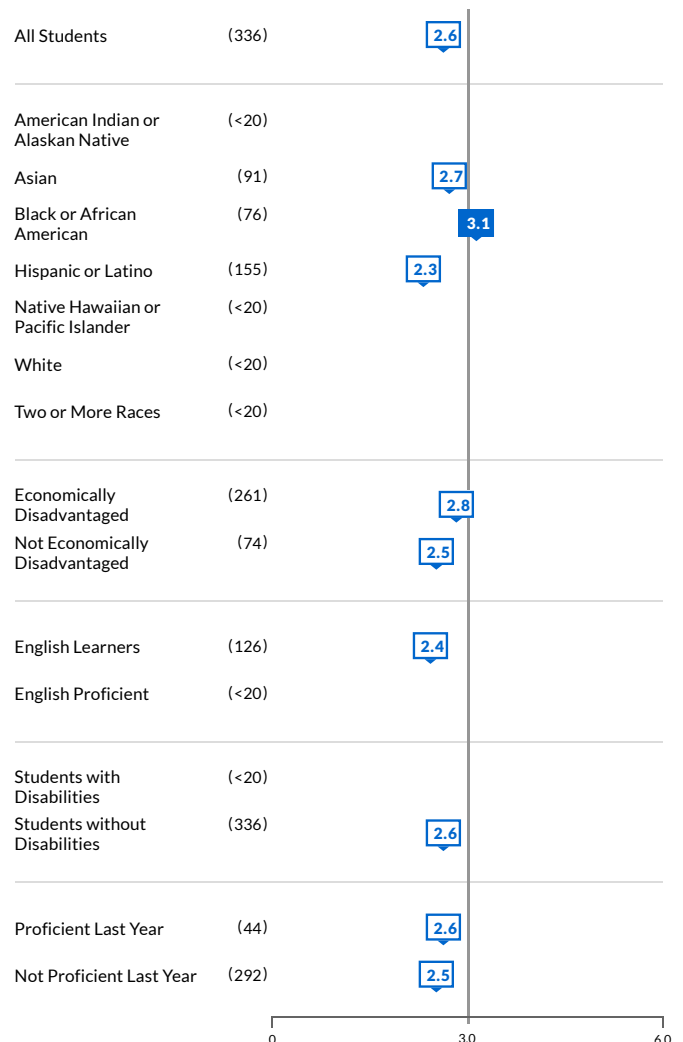 All Students (336) 2.6
American Indian or (<20)
Alaskan Native
Asian (91) 2.7
Black or African (76) 3.1
American
Hispanic or Latino (155) 2.3
Native Hawaiian or (<20)
Pacific Islander
White (<20)
Two or More Races (<20)
Economically (261) 2.8
Disadvantaged
Not Economically (74) 2.5
Disadvantaged
English Learners (126) 2.4
English Proficient (<20)
Students with (<20)
Disabilities
Students without (336) 2.6
Disabilities
Proficient Last Year (44) 2.6
Not Proficient Last Year (292) 2.5
0 3.0 6.0